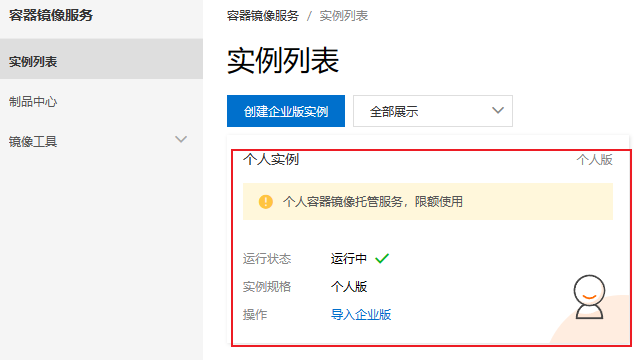 容器镜像服务
实例列表
制品中心
镜像工具
容器镜像服务 / 实例列表
实例列表
创建企业版实例 全部展示
个人实例 个人版
个人容器镜像托管服务，限额使用
运行状态 运行中
实例规格 个人版
操作 导入企业版